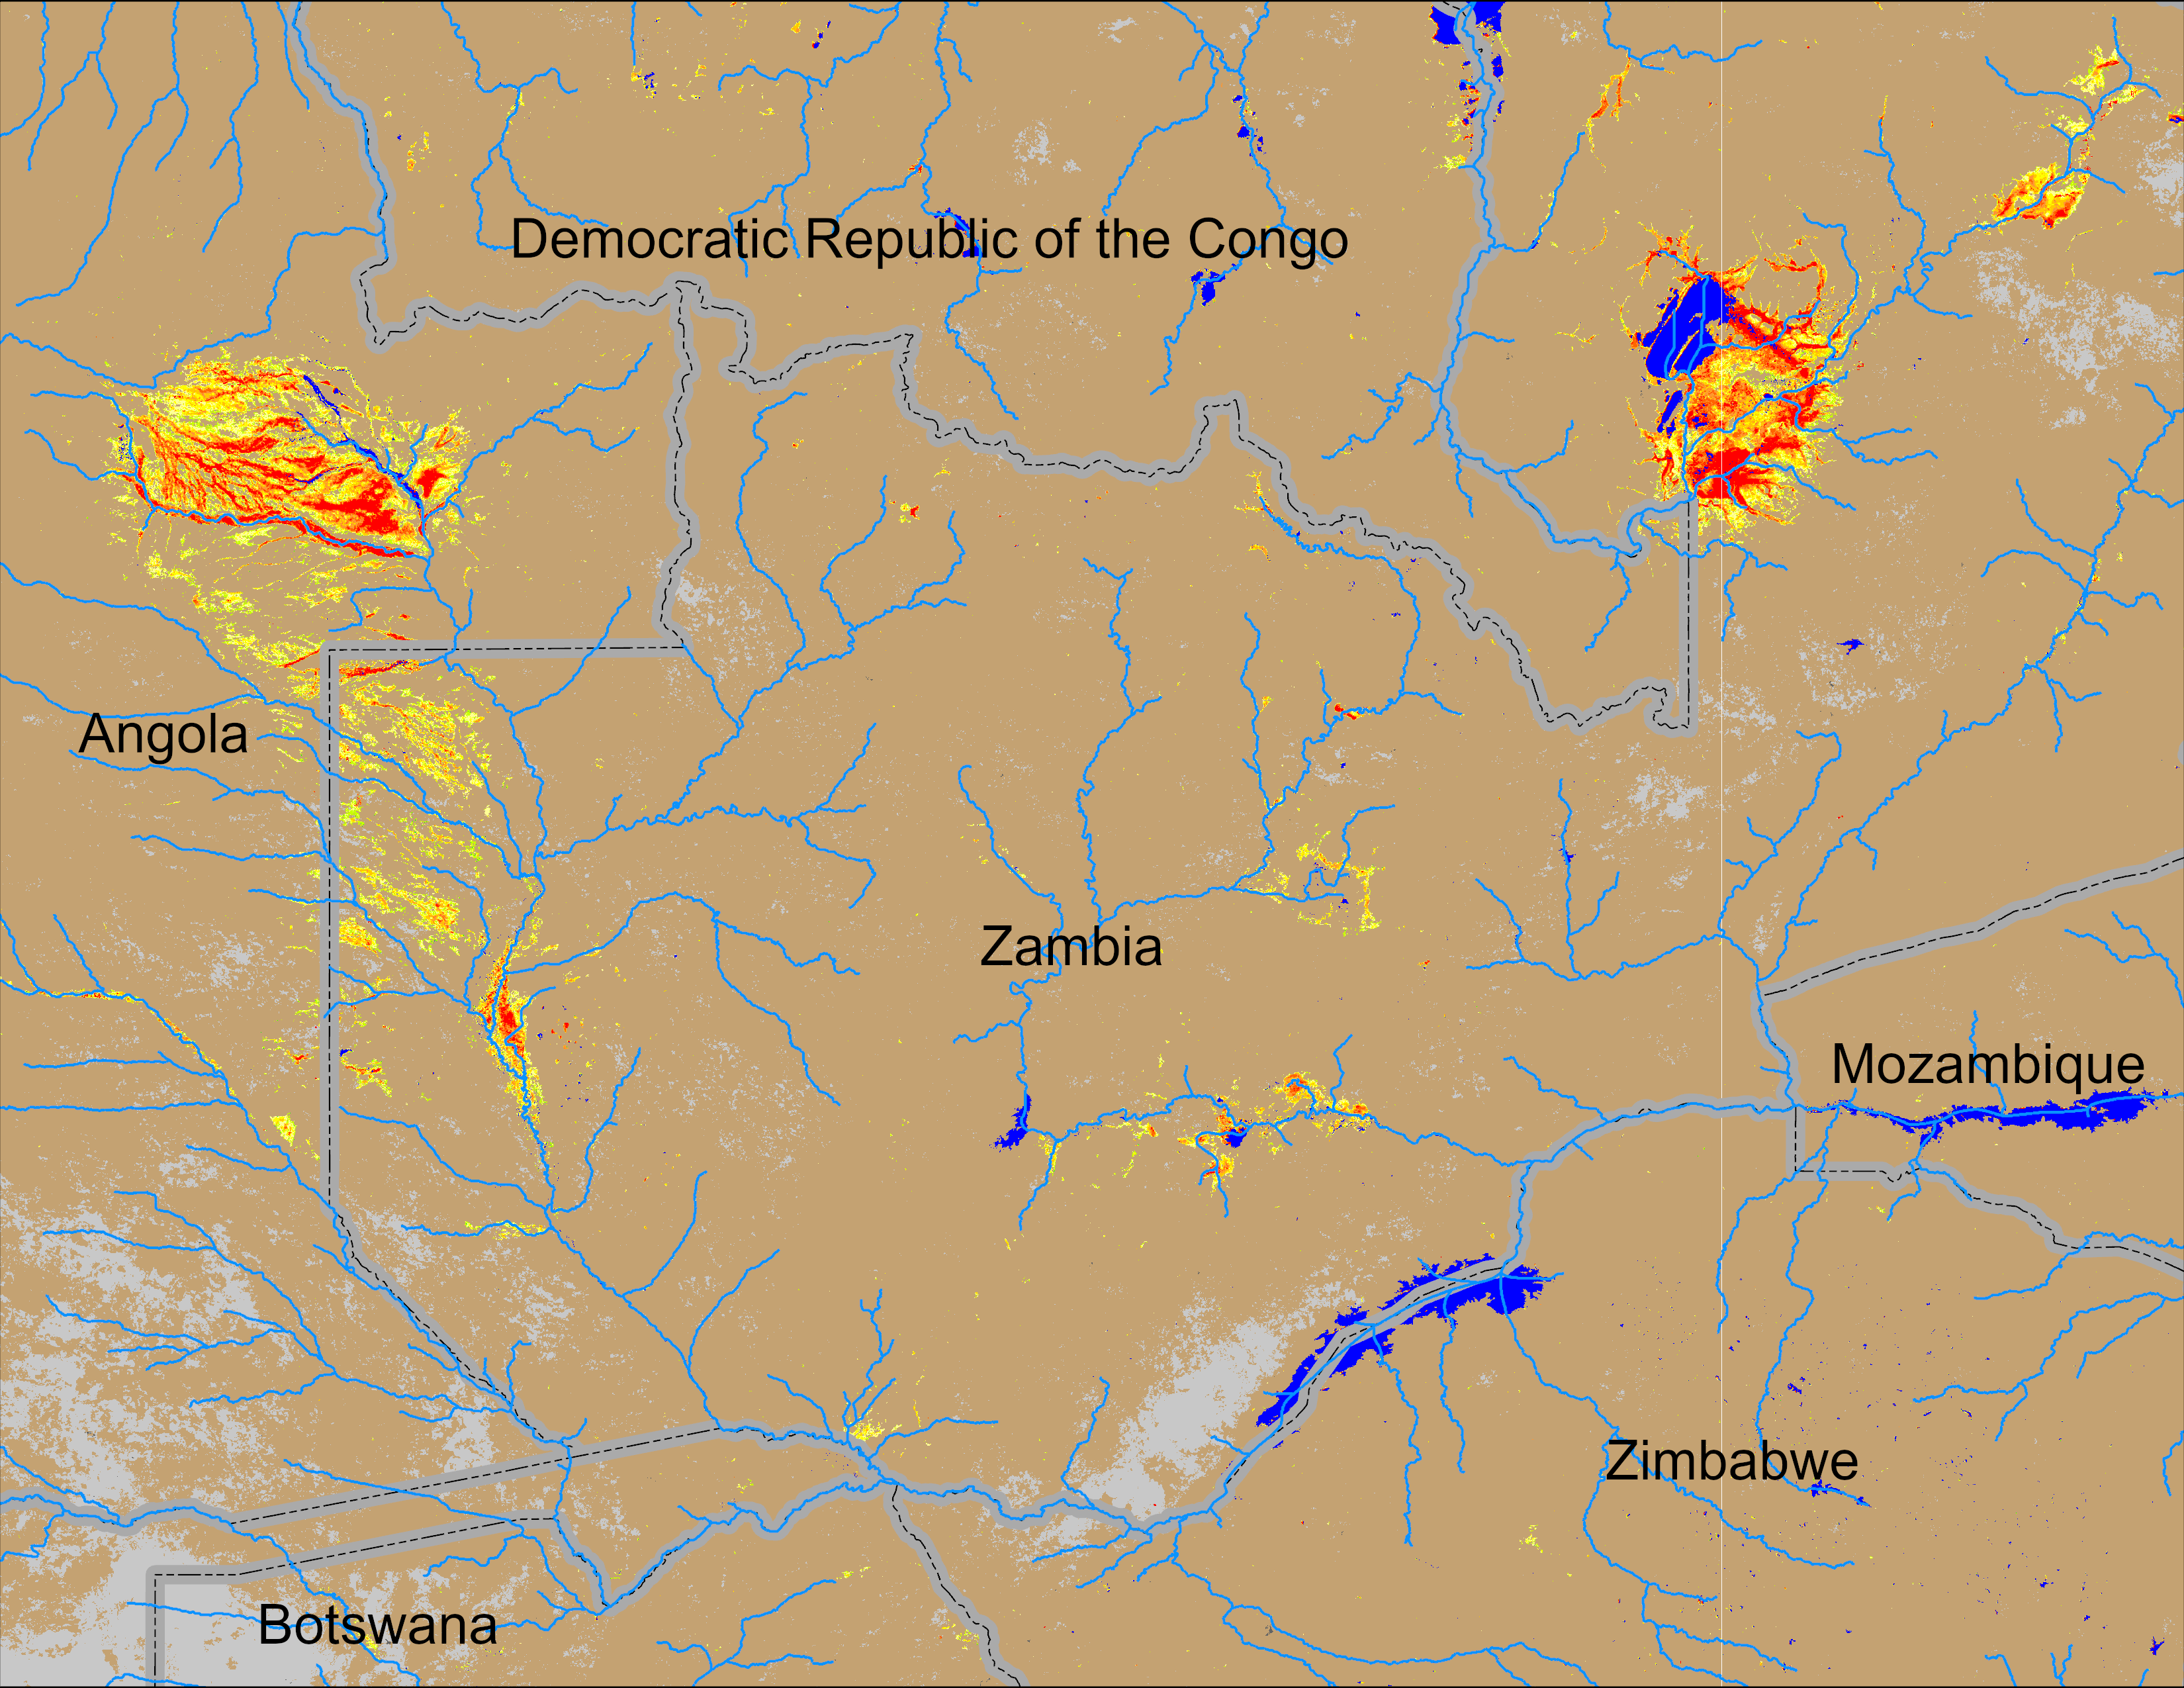 Democratic Republic of the Congo
Angola
Zambia
Mozambique
Zimbabwe
Botswana